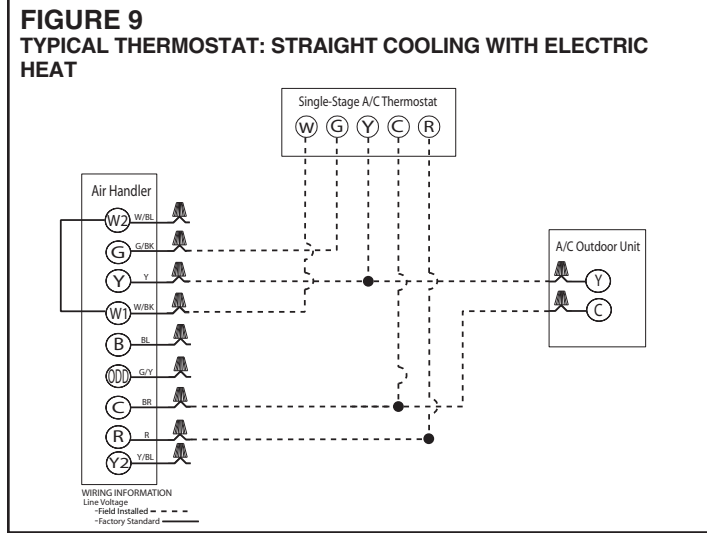 FIGURE 9
TYPICAL THERMOSTAT: STRAIGHT COOLING WITH ELECTRIC
HEAT
Single-Stage A/C Thermostat
W G Y C R
Air Handler
W2 W/BL
G G/BK
Y Y
W1 W/BK
B BL
ODD G/Y
C BR
R R
Y2 Y/BL
A/C Outdoor Unit
Y
C
WIRING INFORMATION
Line Voltage
-Field Installed
-Factory Standard